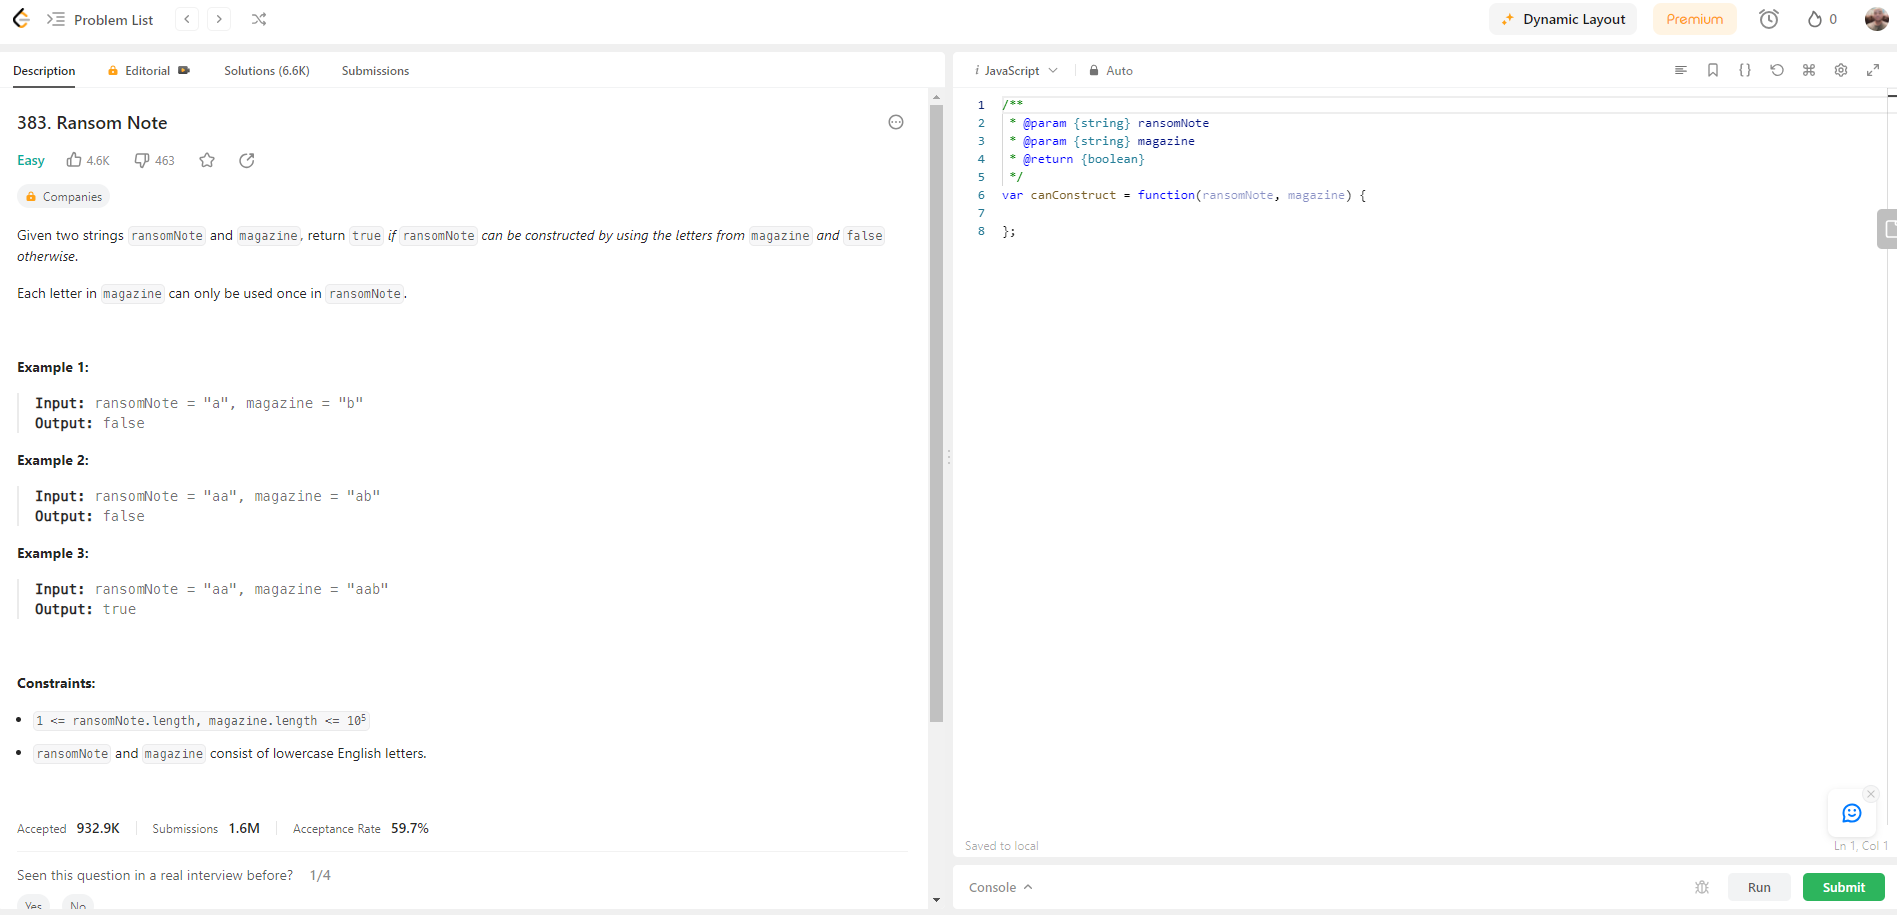 Problem List
Dynamic Layout
Premium
0
Description Editorial Solutions (6.6K) Submissions
383. Ransom Note
Easy 4.6K 463
Companies
Given two strings ransomNote and magazine, return true if ransomNote can be constructed by using the letters from magazine and false
otherwise.
Each letter in magazine can only be used once in ransomNote.
Example 1:
Input: ransomNote = "a", magazine = "b"
Output: false
Example 2:
Input: ransomNote = "aa", magazine = "ab"
Output: false
Example 3:
Input: ransomNote = "aa", magazine = "aab"
Output: true
Constraints:
• 1 <= ransomNote.length, magazine.length <= 10⁵
• ransomNote and magazine consist of lowercase English letters.
Accepted 932.9K Submissions 1.6M Acceptance Rate 59.7%
Seen this question in a real interview before? 1/4
Yes No
i JavaScript Auto
1 /**
2  * @param {string} ransomNote
3  * @param {string} magazine
4  * @return {boolean}
5  */
6 var canConstruct = function(ransomNote, magazine) {
7
8 };
Saved to local
Ln 1, Col 1
Console Run Submit